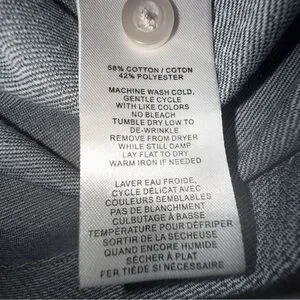 58% COTTON / COTON
42% POLYESTER
MACHINE WASH COLD,
GENTLE CYCLE
WITH LIKE COLORS
NO BLEACH
TUMBLE DRY LOW TO
DE-WRINKLE
REMOVE FROM DRYER
WHILE STILL DAMP
LAY FLAT TO DRY
WARM IRON IF NEEDED
LAVER EAU FROIDE,
CYCLE DÉLICAT AVEC
COULEURS SEMBLABLES
PAS DE BLANCHIMENT
CULBUTAGE À BASSE
TEMPÉRATURE POUR DÉFRIPER
SORTIR DE LA SÉCHEUSE
QUAND ENCORE HUMIDE
SÉCHER À PLAT
FER TIÈDE SI NÉCESSAIRE